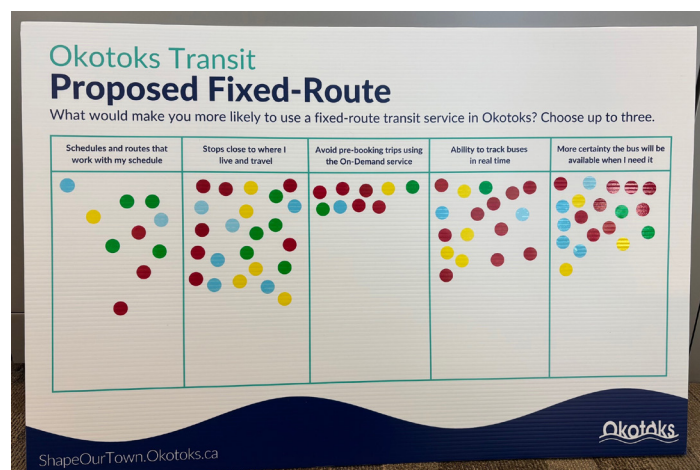 Okotoks Transit
Proposed Fixed-Route
What would make you more likely to use a fixed-route transit service in Okotoks? Choose up to three.
Schedules and routes that
work with my schedule
Stops close to where I
live and travel
Avoid pre-booking trips using
the On-Demand service
Ability to track buses
in real time
More certainty the bus will be
available when I need it
ShapeOurTown.Okotoks.ca
Okotoks